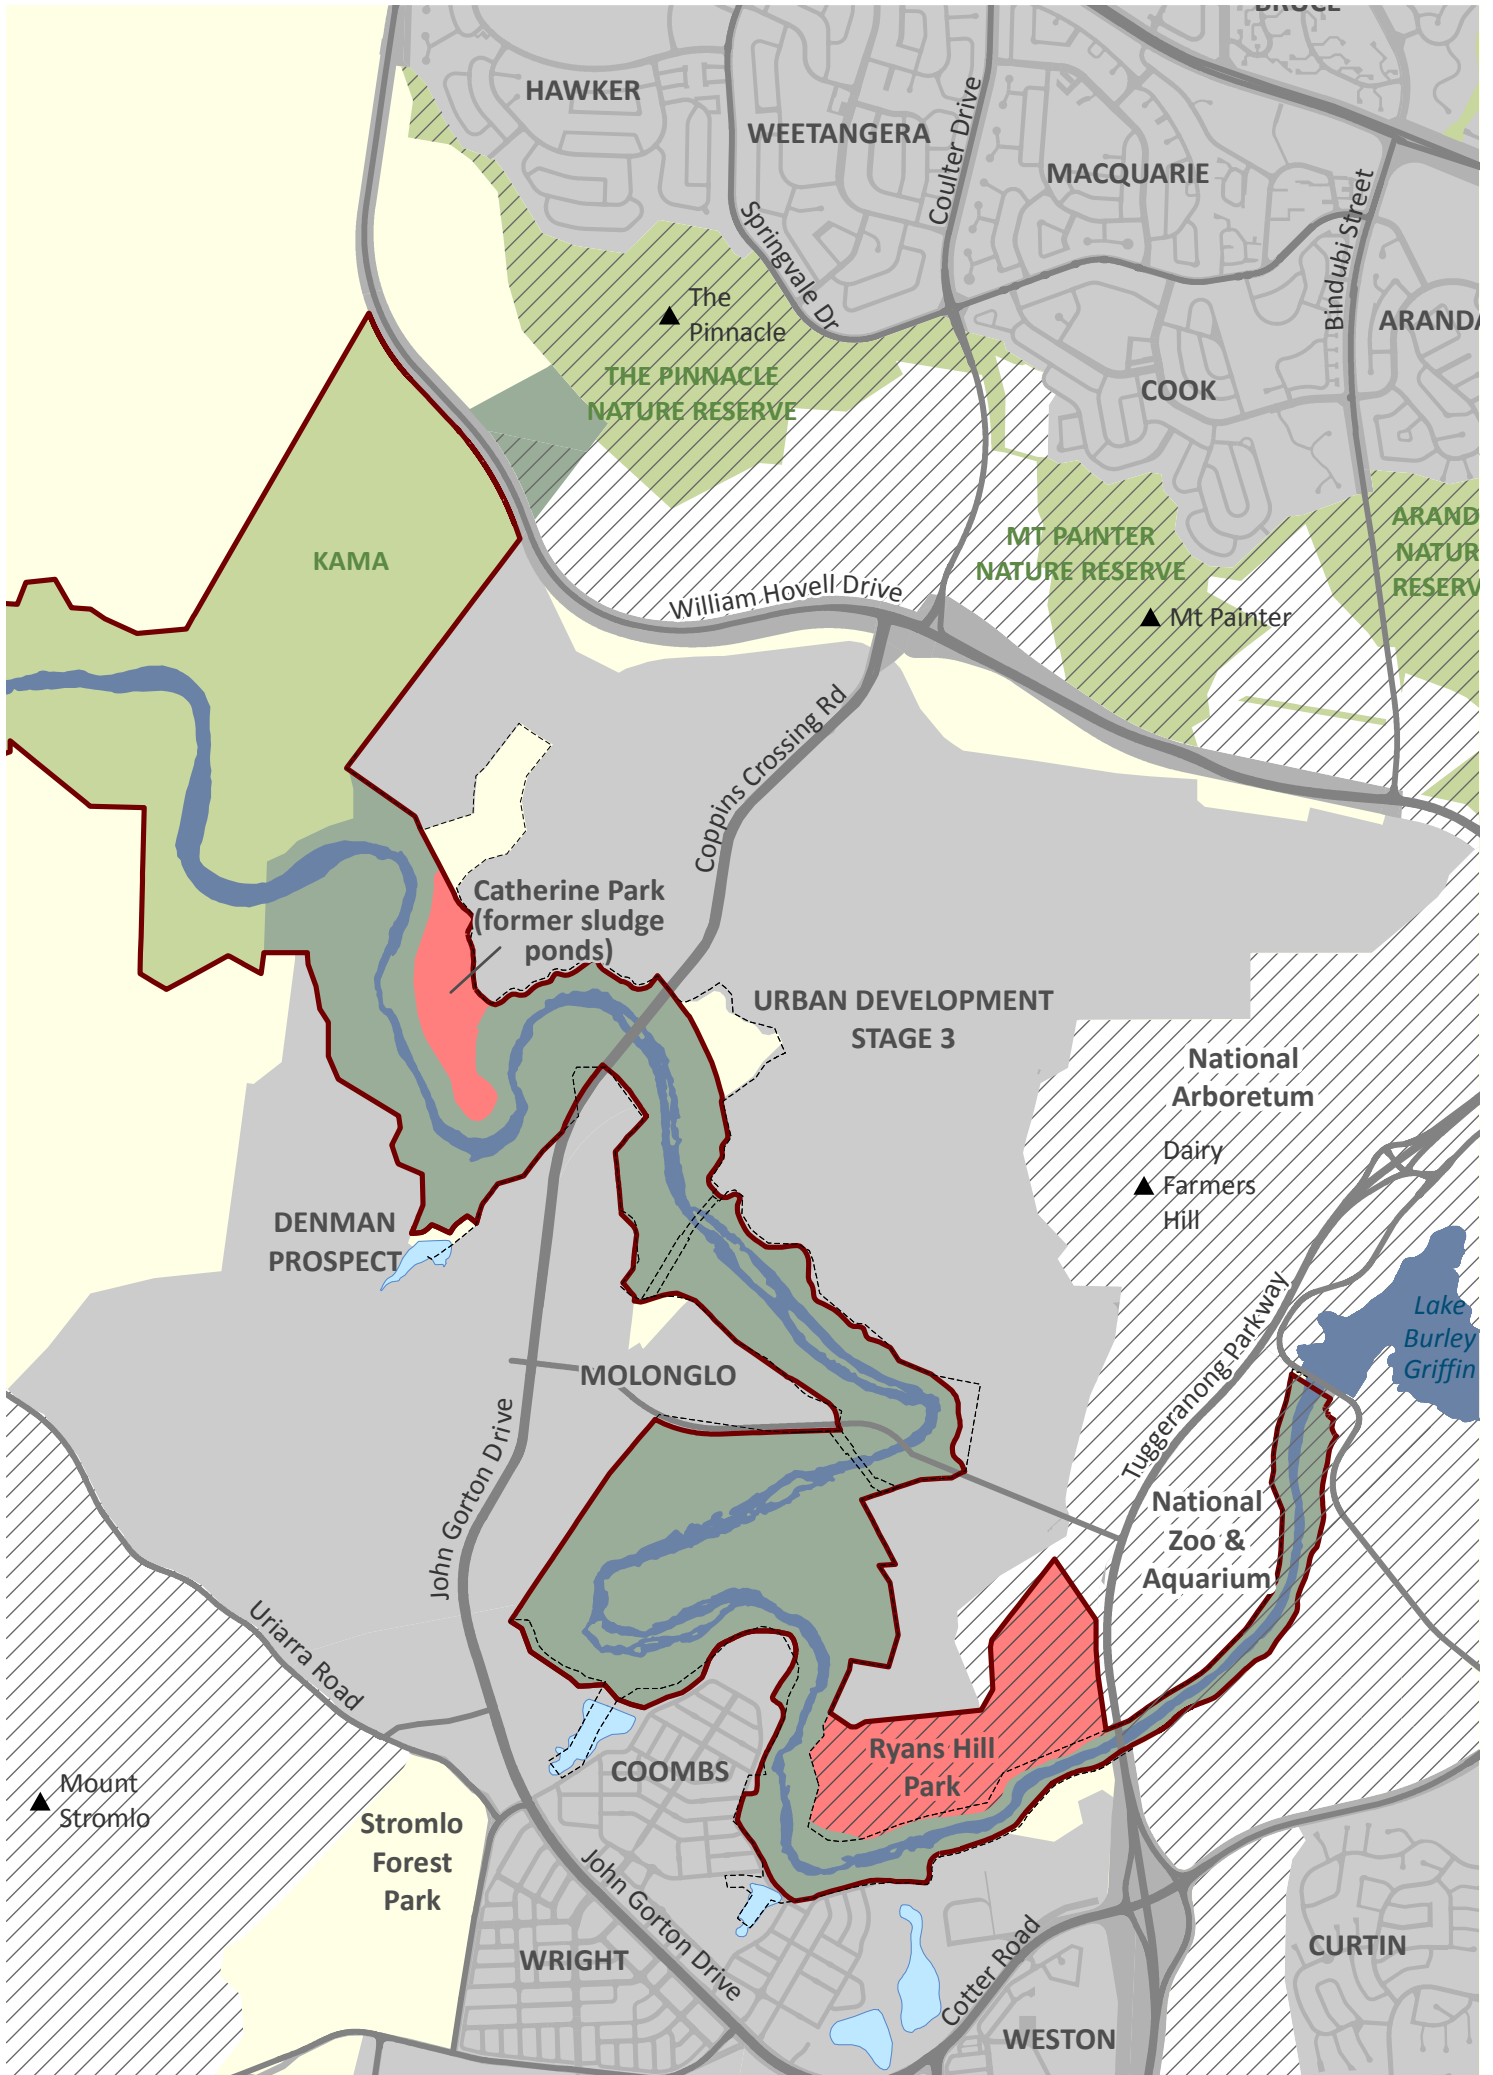 BRUCE
HAWKER
WEETANGERA
Coulter Drive
MACQUARIE
Springvale Dr
Bindubi Street
The
Pinnacle
ARANDA
THE PINNACLE
NATURE RESERVE
COOK
KAMA
MT PAINTER
NATURE RESERVE
ARAND
NATUR
RESERV
William Hovell Drive
Mt Painter
Coppins Crossing Rd
Catherine Park
(former sludge
ponds)
URBAN DEVELOPMENT
STAGE 3
National
Arboretum
Dairy
Farmers
Hill
DENMAN
PROSPECT
Lake
Burley
Griffin
Tuggeranong Parkway
MOLONGLO
John Gorton Drive
National
Zoo &
Aquarium
Uriarra Road
Ryans Hill
Park
COOMBS
Mount
Stromlo
Stromlo
Forest
Park
John Gorton Drive
WRIGHT
Cotter Road
CURTIN
WESTON